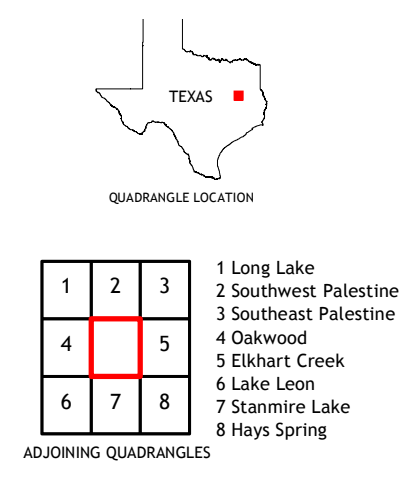 TEXAS
QUADRANGLE LOCATION
1 2 3
4 5
6 7 8
ADJOINING QUADRANGLES
1 Long Lake
2 Southwest Palestine
3 Southeast Palestine
4 Oakwood
5 Elkhart Creek
6 Lake Leon
7 Stanmire Lake
8 Hays Spring